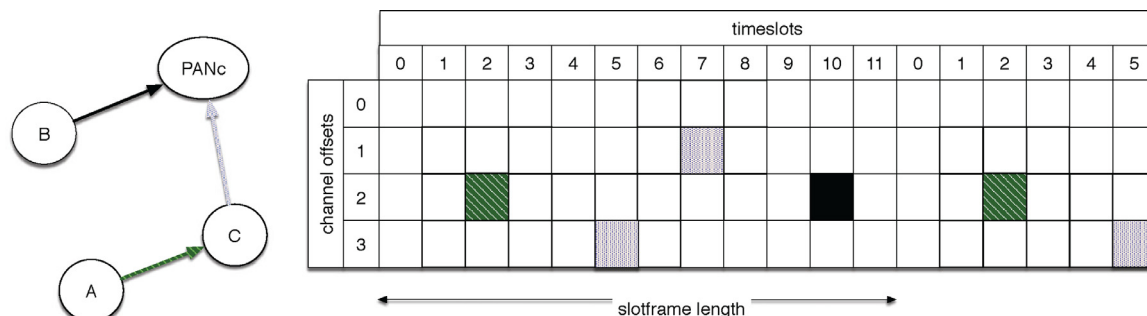 timeslots
0 1 2 3 4 5 6 7 8 9 10 11 0 1 2 3 4 5
channel offsets
0
1
2
3
PANc
B
C
A
slotframe length